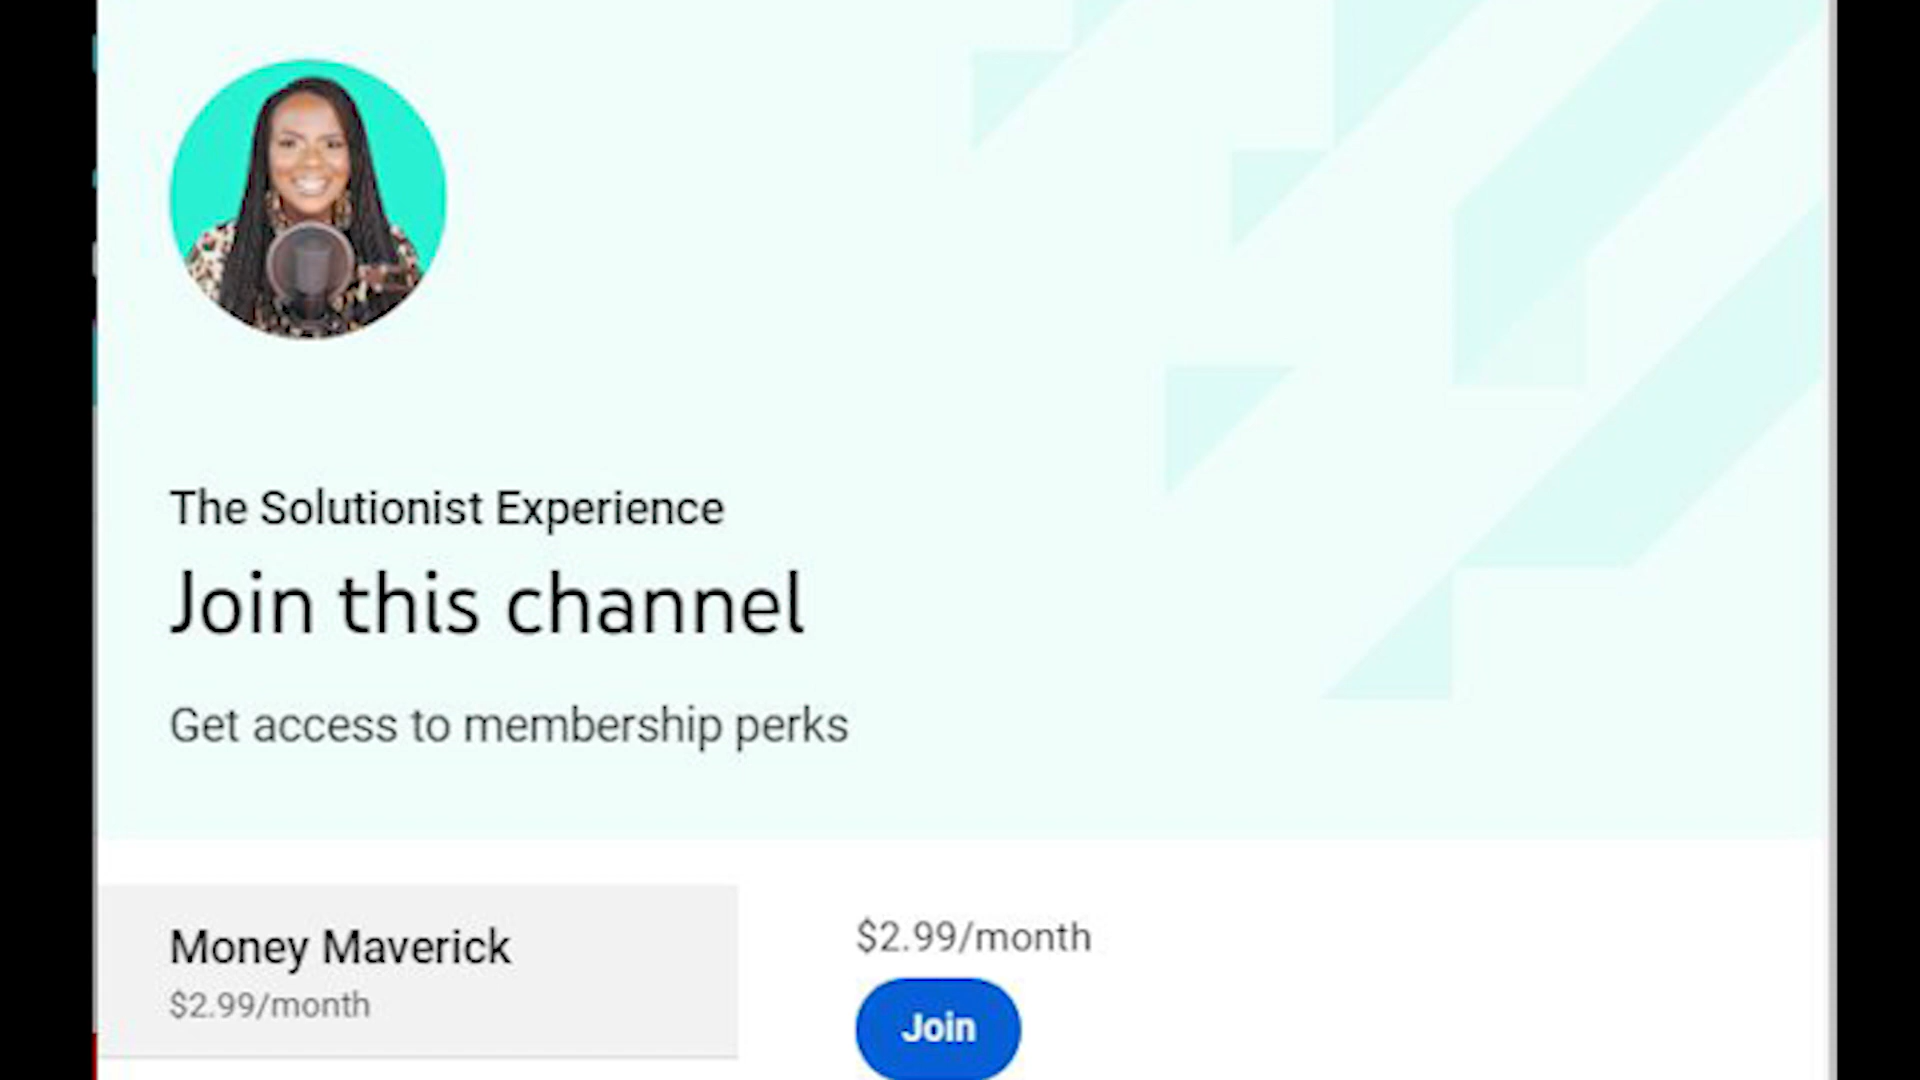 The Solutionist Experience
Join this channel
Get access to membership perks
Money Maverick
$2.99/month
$2.99/month
Join